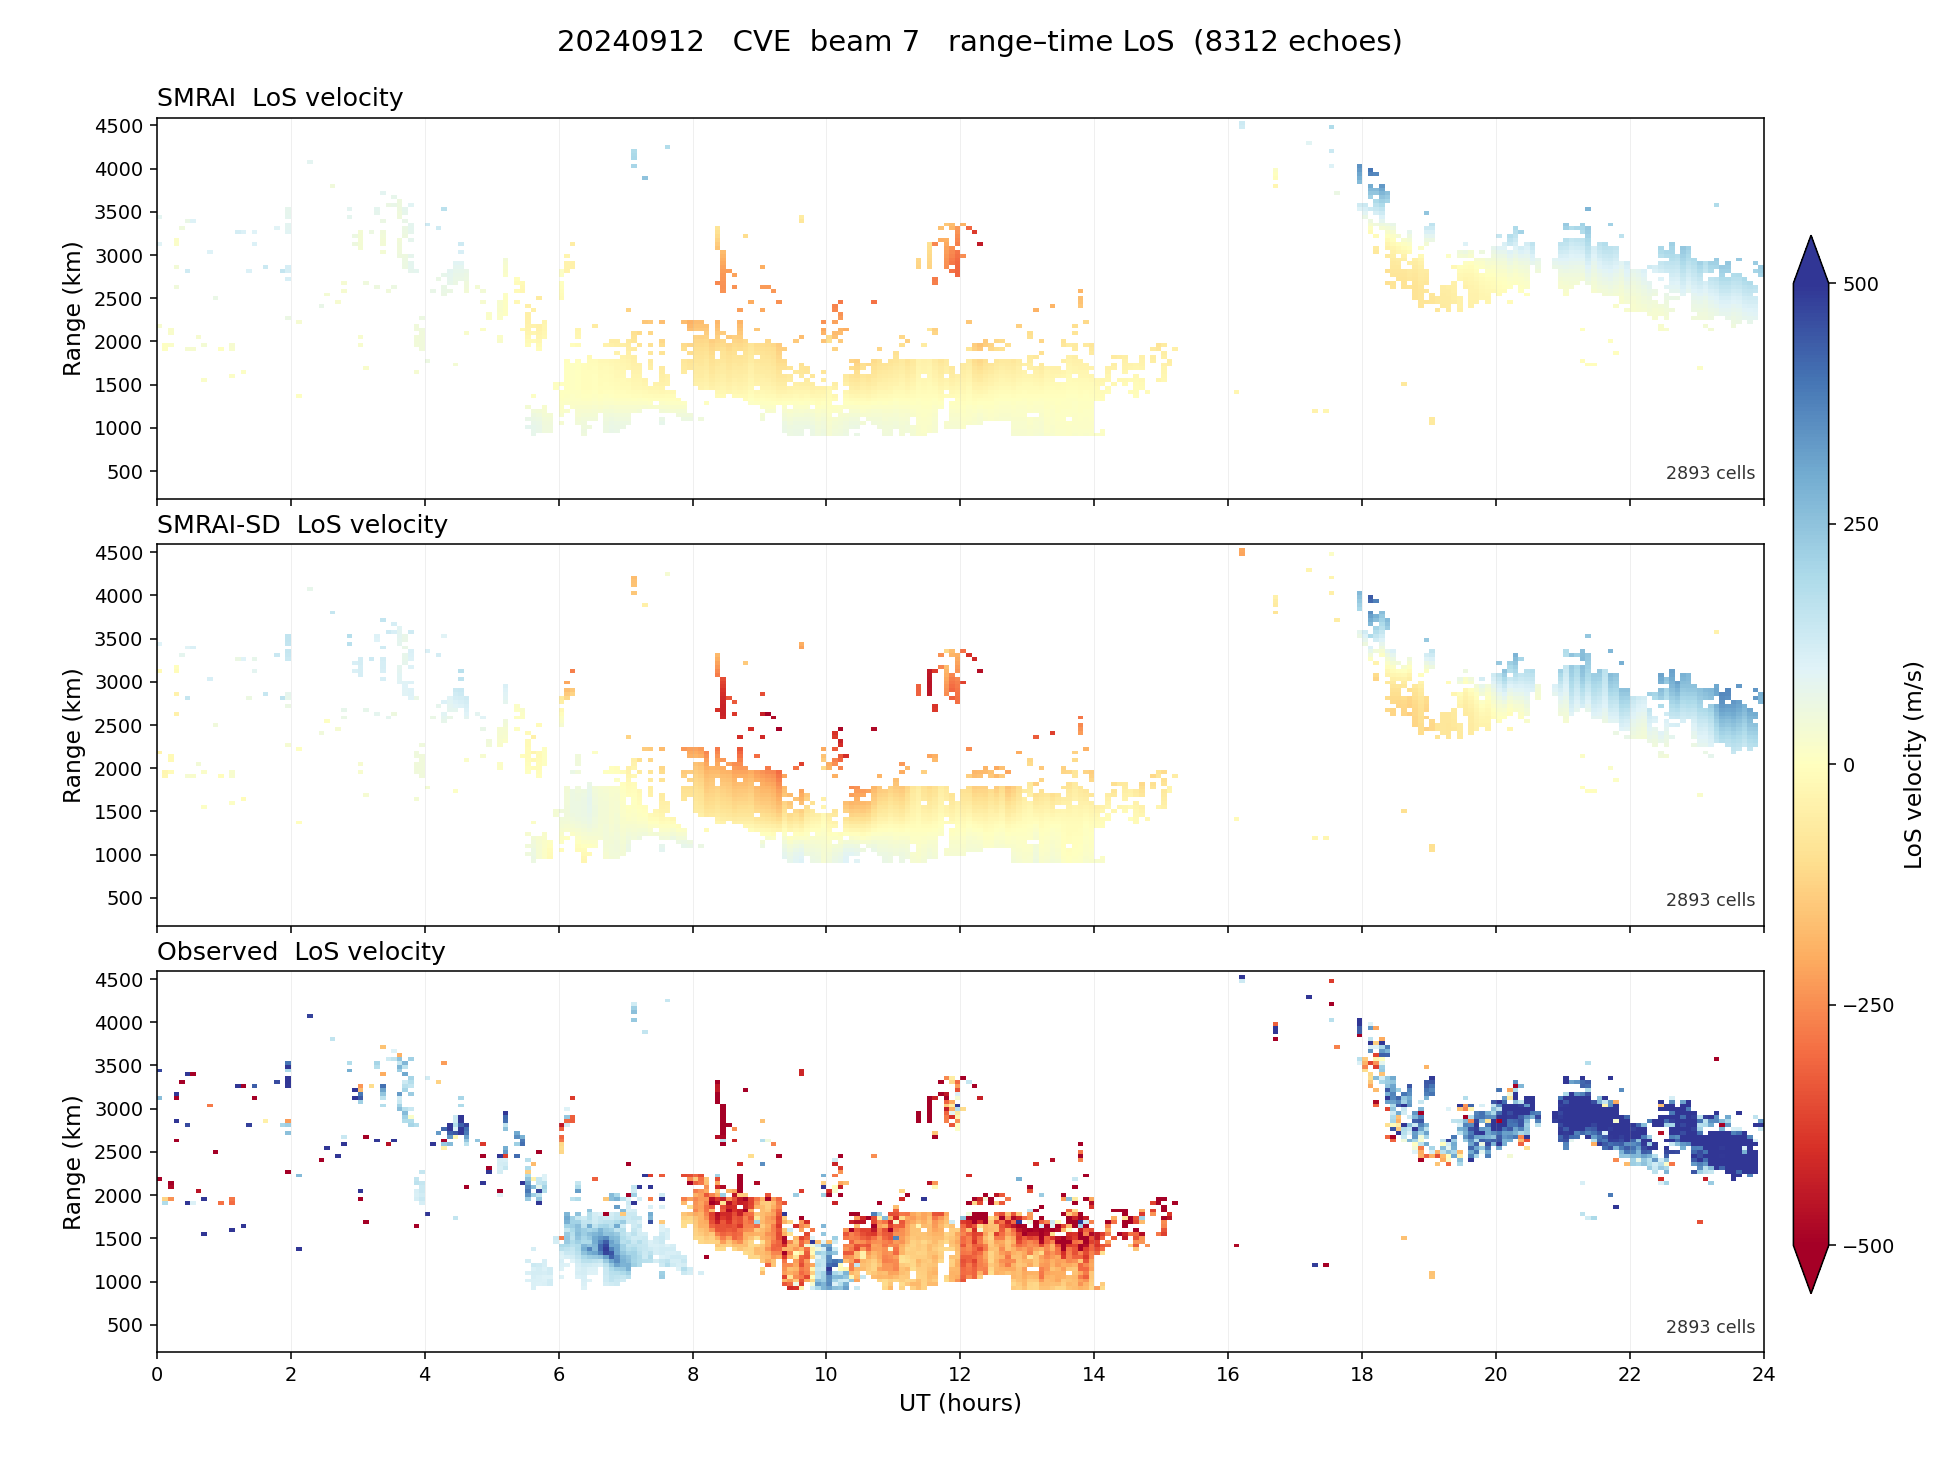 20240912 CVE beam 7 range–time LoS (8312 echoes)
SMRAI LoS velocity
4500
4000
3500
3000
2500
2000
1500
1000
500
Range (km)
2893 cells
SMRAI-SD LoS velocity
4500
4000
3500
3000
2500
2000
1500
1000
500
Range (km)
2893 cells
Observed LoS velocity
4500
4000
3500
3000
2500
2000
1500
1000
500
Range (km)
2893 cells
0 2 4 6 8 10 12 14 16 18 20 22 24
UT (hours)
500
250
0
−250
−500
LoS velocity (m/s)